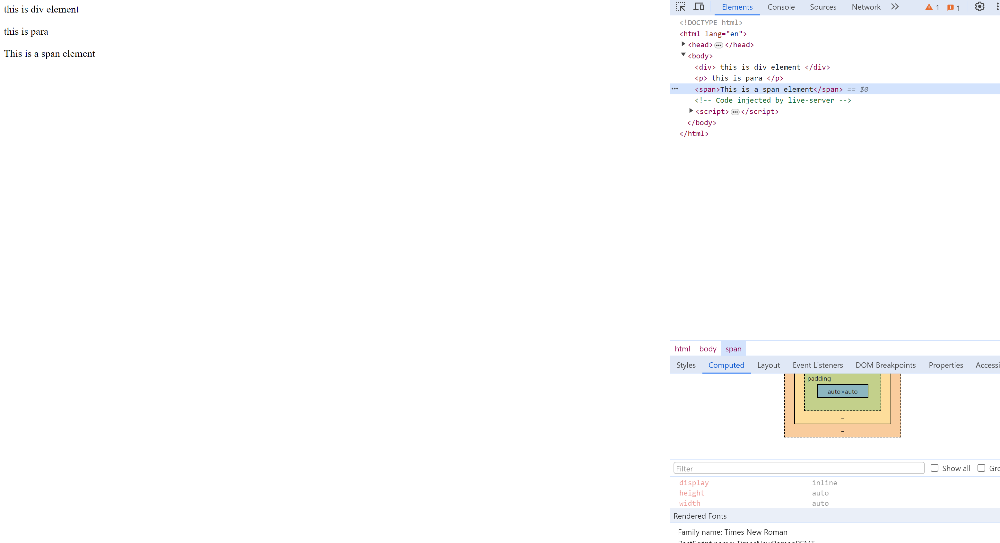 this is div element
this is para
This is a span element
Elements Console Sources Network 1 1
<!DOCTYPE html>
<html lang="en">
<head> ••• </head>
<body>
<div> this is div element </div>
<p> this is para </p>
••• <span>This is a span element</span> == $0
<!-- Code injected by live-server -->
<script> ••• </script>
</body>
</html>
html body span
Styles Computed Layout Event Listeners DOM Breakpoints Properties Accessi
padding –
– – – auto×auto – – –
–
–
–
Filter Show all Gro
display inline
height auto
width auto
Rendered Fonts
Family name: Times New Roman
PostScript name: TimesNewRomanPSMT